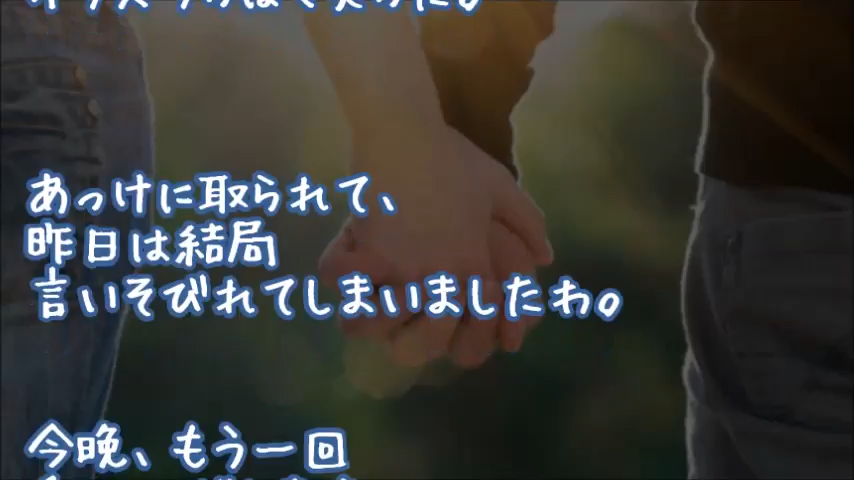 あっけに取られて、
昨日は結局
言いそびれてしまいましたわ。
今晩、もう一回